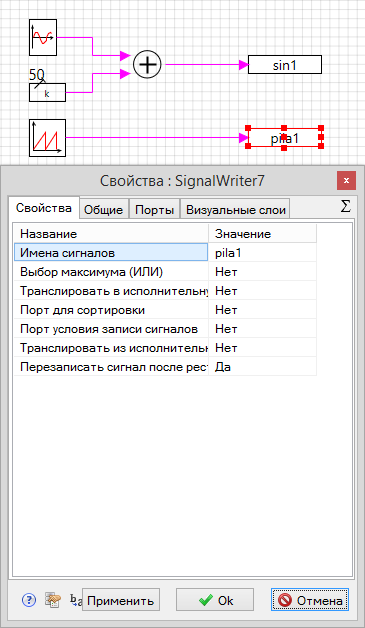 50
k
sin1
pila1
Свойства : SignalWriter7
x
Свойства Общие Порты Визуальные слои Σ
Название Значение
Имена сигналов pila1
Выбор максимума (ИЛИ) Нет
Транслировать в исполнительну Нет
Порт для сортировки Нет
Порт условия записи сигналов Нет
Транслировать из исполнительн Нет
Перезаписать сигнал после рест Да
? Применить Ok Отмена